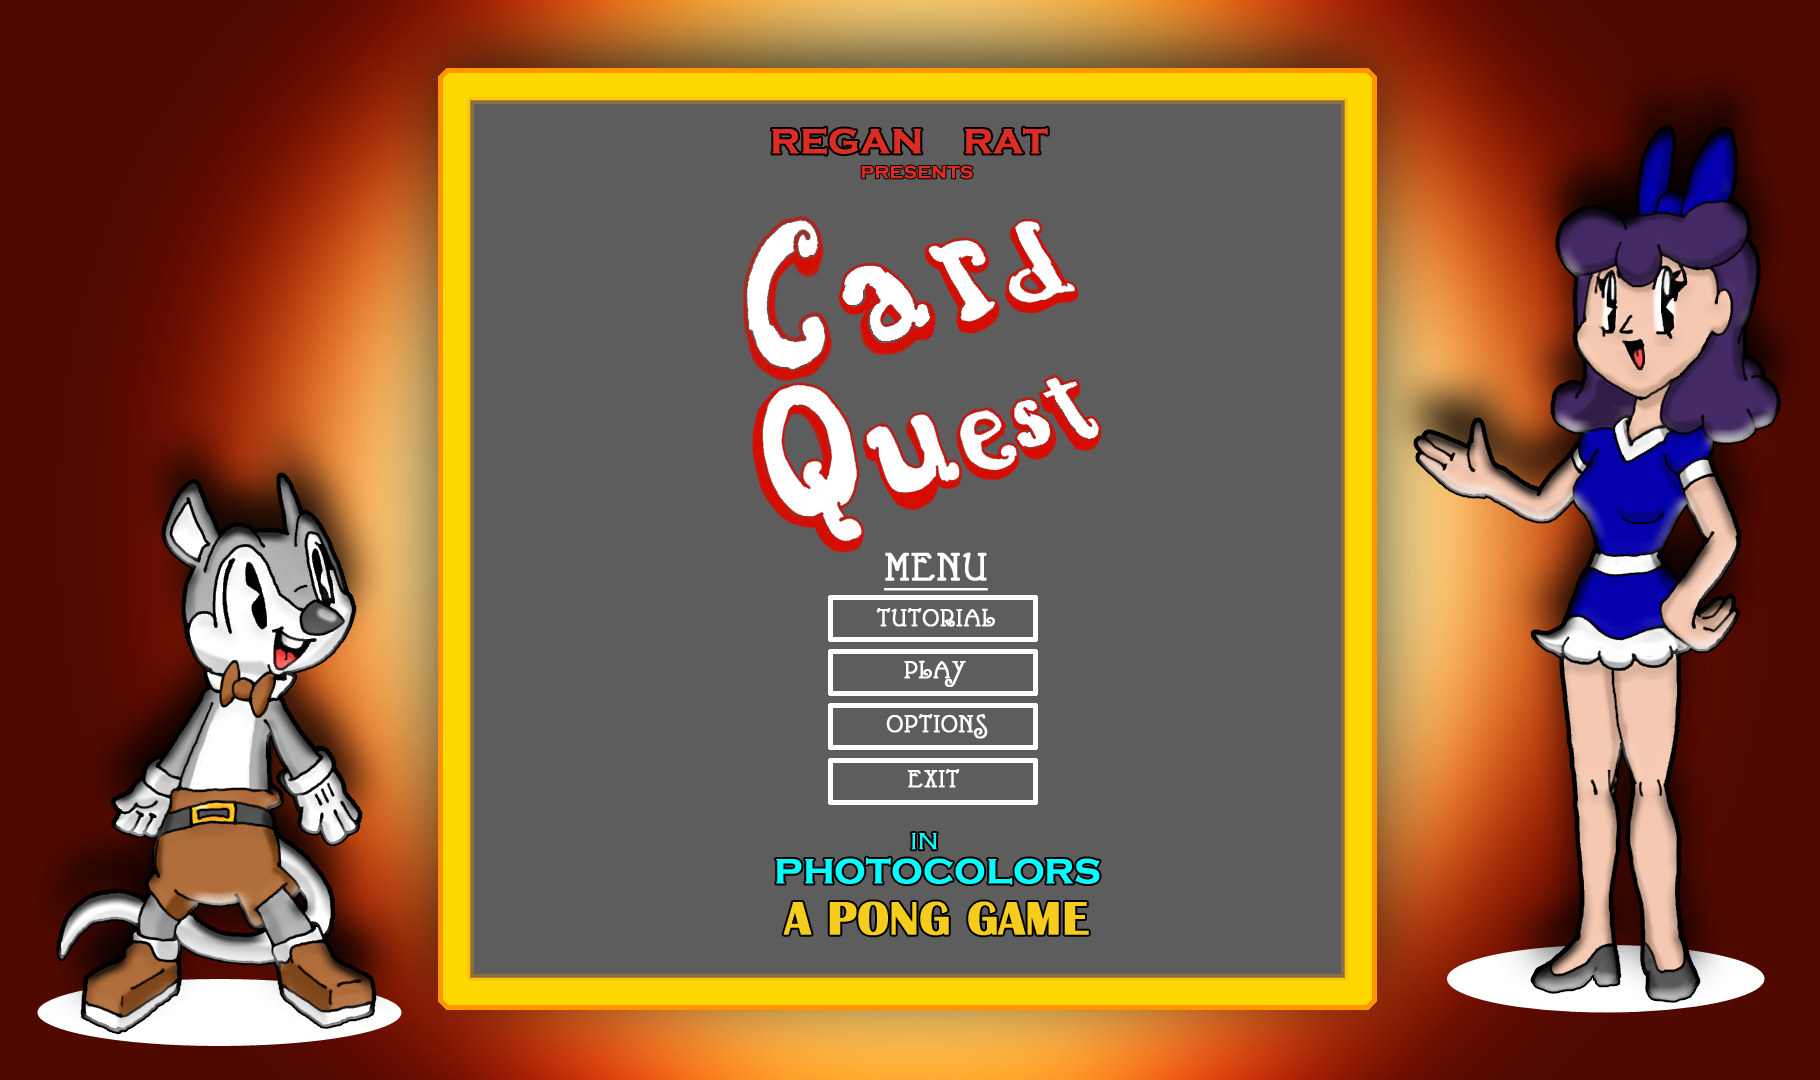 REGAN RAT
PRESENTS
Card
Quest
MENU
TUTORIAL
PLAY
OPTIONS
EXIT
IN
PHOTOCOLORS
A PONG GAME